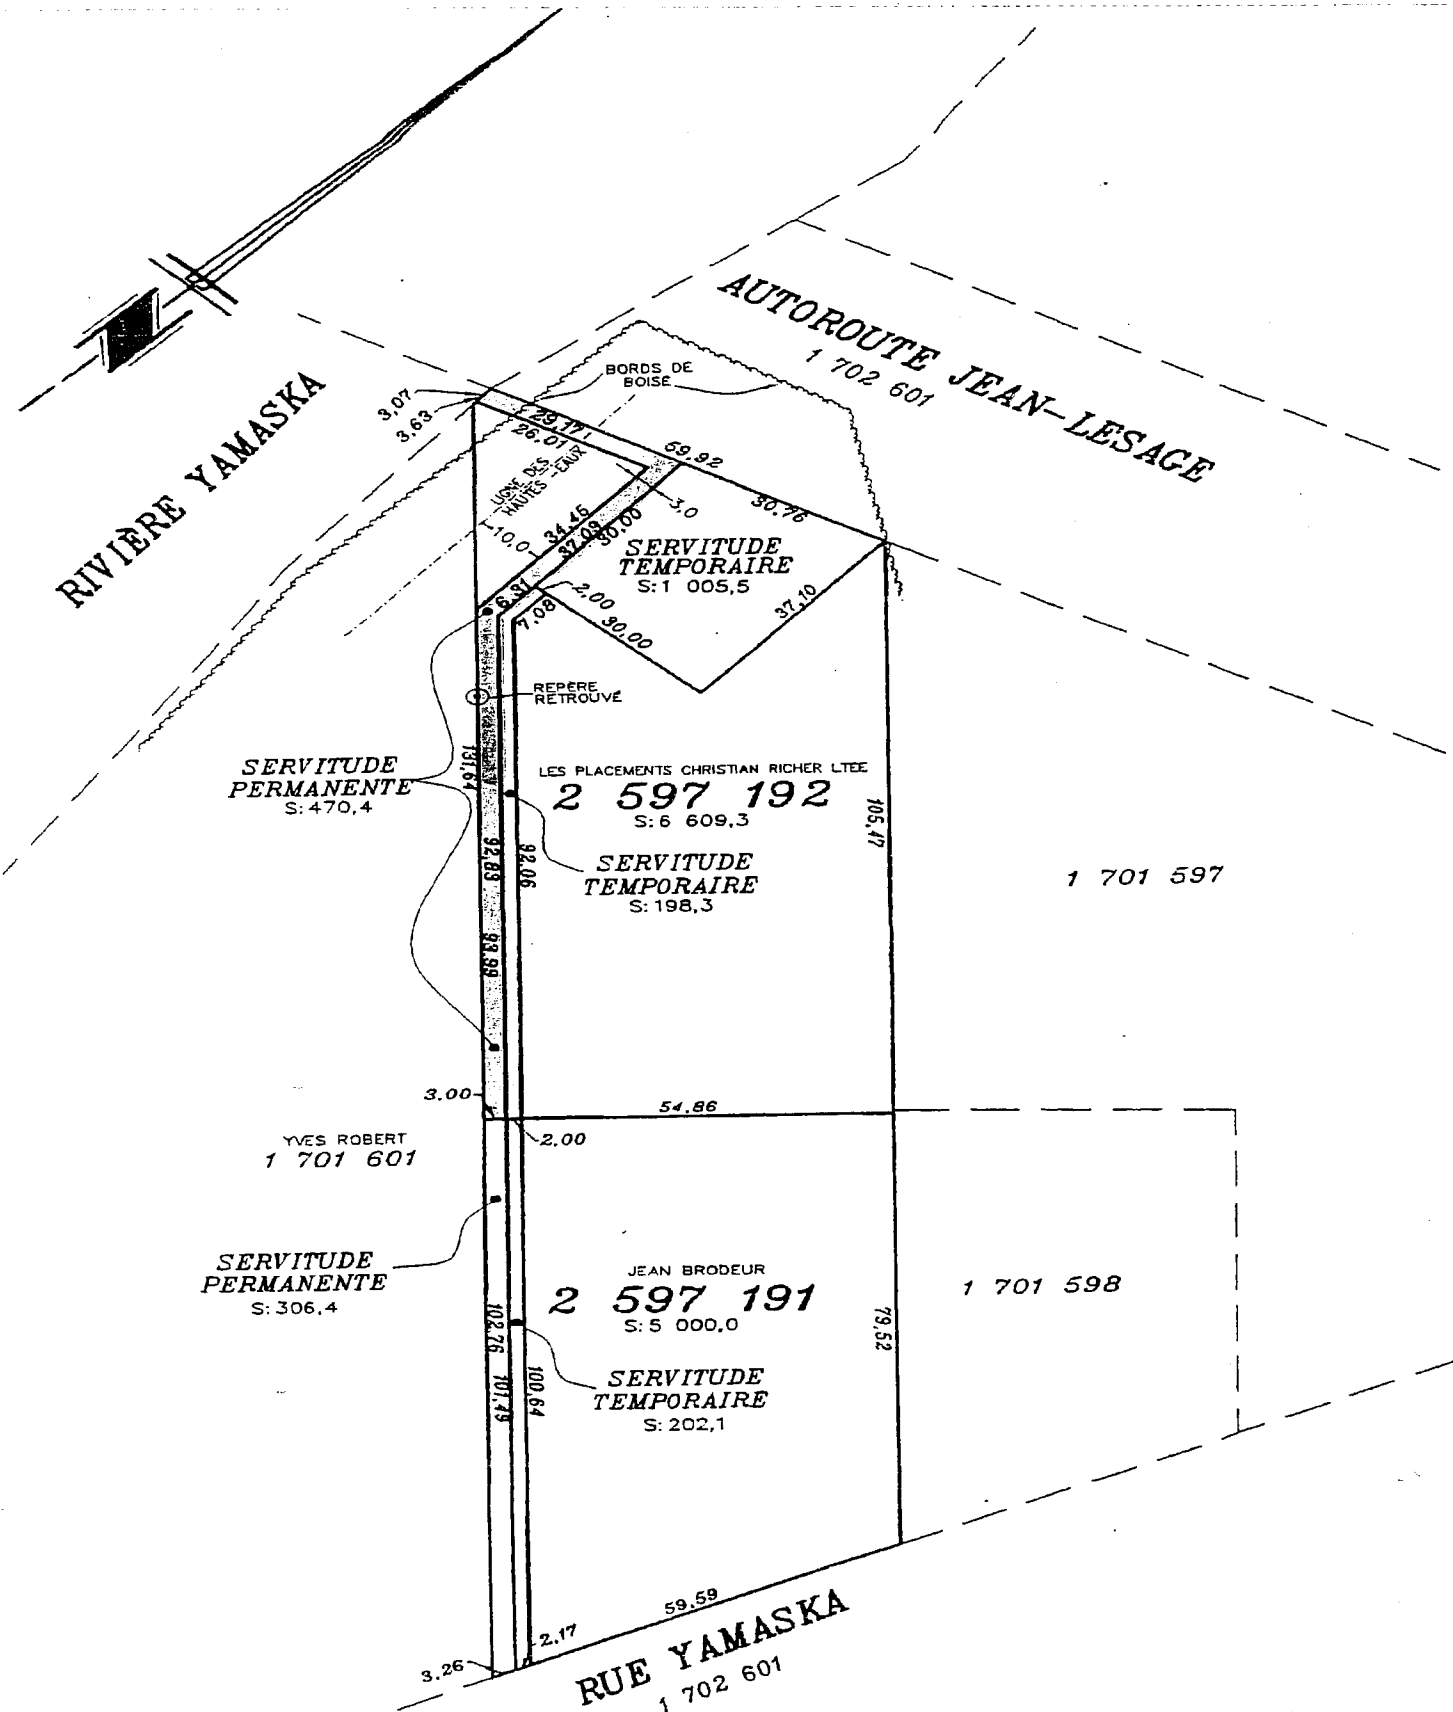 AUTOROUTE JEAN-LESAGE
1 702 601
BORDS DE
BOISÉ
RIVIÈRE YAMASKA
3,07
3,63
29,17
26,01
59,92
LIGNE DES
HAUTES-EAUX
3,0
30,76
10,0
34,46
37,09
30,00
SERVITUDE
TEMPORAIRE
S: 1 005,5
6,81
2,00
7,08
30,00
37,10
REPÈRE
RETROUVÉ
131,64
SERVITUDE
PERMANENTE
S: 470,4
LES PLACEMENTS CHRISTIAN RICHER LTÉE
2 597 192
S: 6 609,3
105,47
92,89
92,06
SERVITUDE
TEMPORAIRE
S: 198,3
1 701 597
93,99
3,00
54,86
2,00
YVES ROBERT
1 701 601
SERVITUDE
PERMANENTE
S: 306,4
JEAN BRODEUR
2 597 191
S: 5 000,0
1 701 598
102,76
79,52
101,49
100,64
SERVITUDE
TEMPORAIRE
S: 202,1
59,59
2,17
3,26
RUE YAMASKA
1 702 601